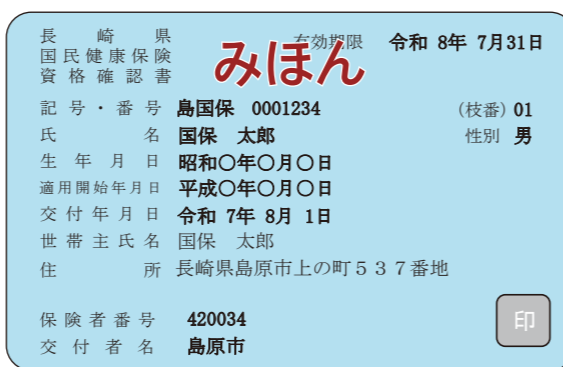 長崎県
国民健康保険
資格確認書
みほん
有効期限 令和 8年 7月31日
記号・番号 島国保 0001234 (枝番) 01
氏名 国保 太郎 性別 男
生年月日 昭和〇年〇月〇日
適用開始年月日 平成〇年〇月〇日
交付年月日 令和 7年 8月 1日
世帯主氏名 国保 太郎
住所 長崎県島原市上の町537番地
保険者番号 420034
交付者名 島原市
印